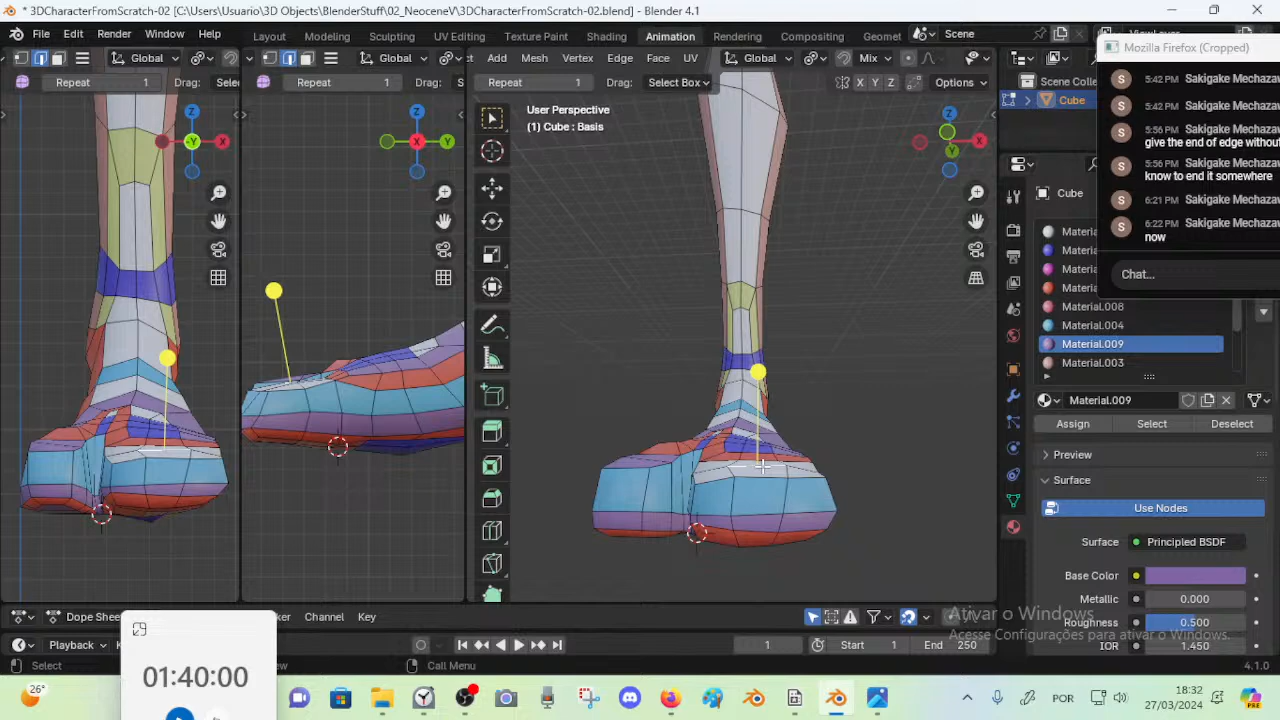 * 3DCharacterFromScratch-02 [C:\Users\Usuario\3D Objects\BlenderStuff\02_NeoceneV\3DCharacterFromScratch-02.blend] - Blender 4.1
File Edit Render Window Help Layout Modeling Sculpting UV Editing Texture Paint Shading Animation Rendering Compositing Geomet Scene
Mozilla Firefox (Cropped)
Global Global Add Mesh Vertex Edge Face UV Global Mix
Repeat 1 Drag: Repeat 1 Drag: S Repeat 1 Drag: Select Box X Y Z Options
Scene Collec
Cube
User Perspective
(1) Cube : Basis
Z -Y X
Z X Y
Z X Y
S 5:42 PM Sakigake Mechazaw
S 5:42 PM Sakigake Mechazaw
S 5:56 PM Sakigake Mechazaw
give the end of edge without
S 5:56 PM Sakigake Mechazaw
know to end it somewhere
S 6:21 PM Sakigake Mechazaw
S 6:22 PM Sakigake Mechazaw
now
Chat...
Cube
Materia
Materia
Materia
Materia
Material.008
Material.004
Material.009
Material.003
Material.009
Assign Select Deselect
Preview
Surface
Use Nodes
Surface Principled BSDF
Base Color
Metallic 0.000
Roughness 0.500
IOR 1.450
Ativar o Windows
Acesse Configurações para ativar o Windows.
Dope Shee ker Channel Key
Playback 1 Start 1 End 250
Select iew Call Menu 4.1.0
01:40:00
26° POR 18:32
27/03/2024
PRE